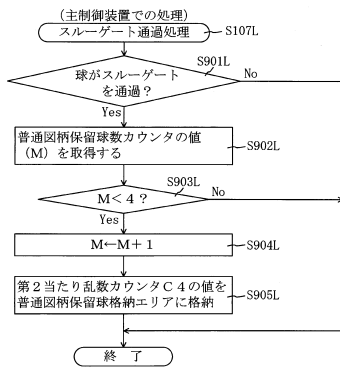 （主制御装置での処理）
スルーゲート通過処理
S107L
S901L
球がスルーゲート
を通過？
No
Yes
普通図柄保留球数カウンタの値
（M）を取得する
S902L
S903L
M＜4？
No
Yes
M←M＋1
S904L
第2当たり乱数カウンタC4の値を
普通図柄保留球格納エリアに格納
S905L
終 了